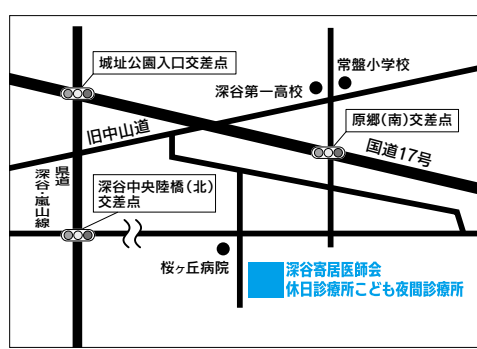 城址公園入口交差点
常盤小学校
深谷第一高校
原郷(南)交差点
旧中山道
国道17号
県道
深谷・嵐山線
深谷中央陸橋(北)
交差点
桜ヶ丘病院
深谷寄居医師会
休日診療所こども夜間診療所